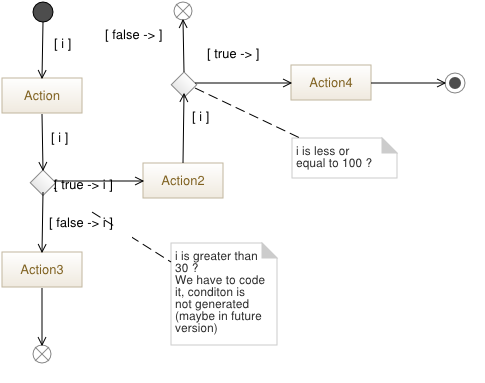 [ false -> ]
[ i ]
[ true -> ]
Action
Action4
[ i ]
[ i ]
i is less or
equal to 100 ?
[ true -> i ]
Action2
[ false -> i ]
i is greater than
30 ?
We have to code
it, conditon is
not generated
(maybe in future
version)
Action3